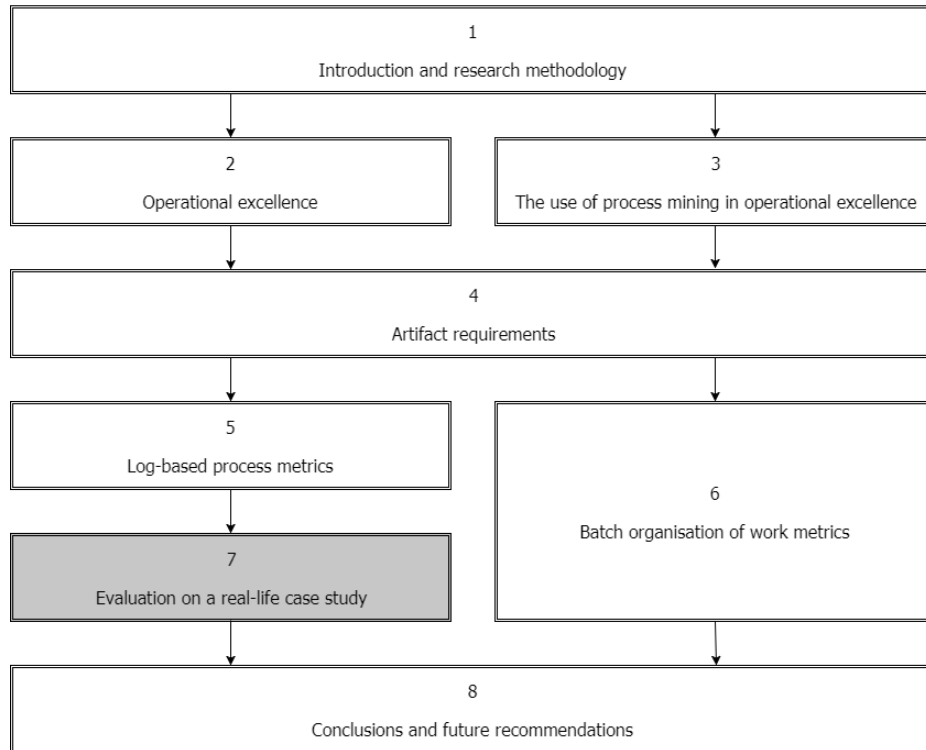 1
Introduction and research methodology
2
Operational excellence
3
The use of process mining in operational excellence
4
Artifact requirements
5
Log-based process metrics
6
Batch organisation of work metrics
7
Evaluation on a real-life case study
8
Conclusions and future recommendations